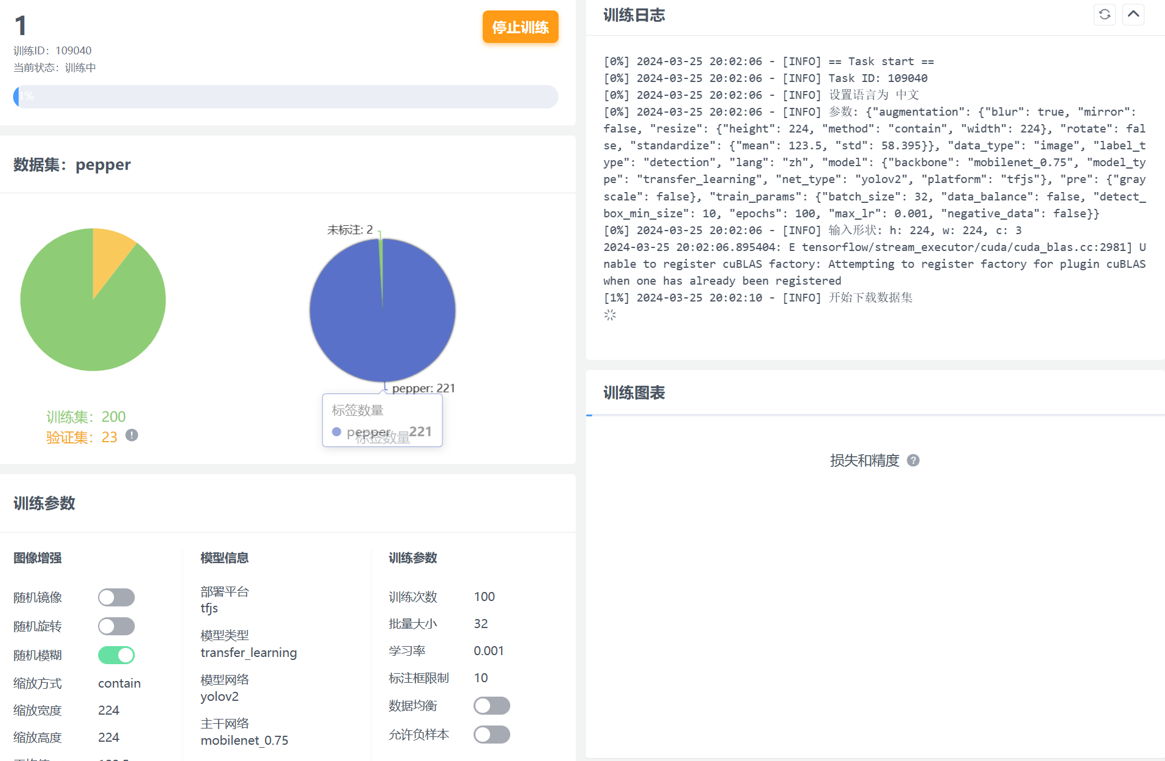 1
停止训练
训练ID：109040
当前状态：训练中
1%
数据集：pepper
训练集：200
验证集：23
未标注: 2
pepper: 221
标签数量
pepper 221
标签数量
训练参数
图像增强
随机镜像
随机旋转
随机模糊
缩放方式 contain
缩放宽度 224
缩放高度 224
模型信息
部署平台
tfjs
模型类型
transfer_learning
模型网络
yolov2
主干网络
mobilenet_0.75
训练参数
训练次数 100
批量大小 32
学习率 0.001
标注框限制 10
数据均衡
允许负样本
训练日志
[0%] 2024-03-25 20:02:06 - [INFO] == Task start ==
[0%] 2024-03-25 20:02:06 - [INFO] Task ID: 109040
[0%] 2024-03-25 20:02:06 - [INFO] 设置语言为 中文
[0%] 2024-03-25 20:02:06 - [INFO] 参数: {"augmentation": {"blur": true, "mirror":
false, "resize": {"height": 224, "method": "contain", "width": 224}, "rotate": fal
se, "standardize": {"mean": 123.5, "std": 58.395}}, "data_type": "image", "label_t
ype": "detection", "lang": "zh", "model": {"backbone": "mobilenet_0.75", "model_ty
pe": "transfer_learning", "net_type": "yolov2", "platform": "tfjs"}, "pre": {"gray
scale": false}, "train_params": {"batch_size": 32, "data_balance": false, "detect_
box_min_size": 10, "epochs": 100, "max_lr": 0.001, "negative_data": false}}
[0%] 2024-03-25 20:02:06 - [INFO] 输入形状: h: 224, w: 224, c: 3
2024-03-25 20:02:06.895404: E tensorflow/stream_executor/cuda/cuda_blas.cc:2981] U
nable to register cuBLAS factory: Attempting to register factory for plugin cuBLAS
when one has already been registered
[1%] 2024-03-25 20:02:10 - [INFO] 开始下载数据集
训练图表
损失和精度